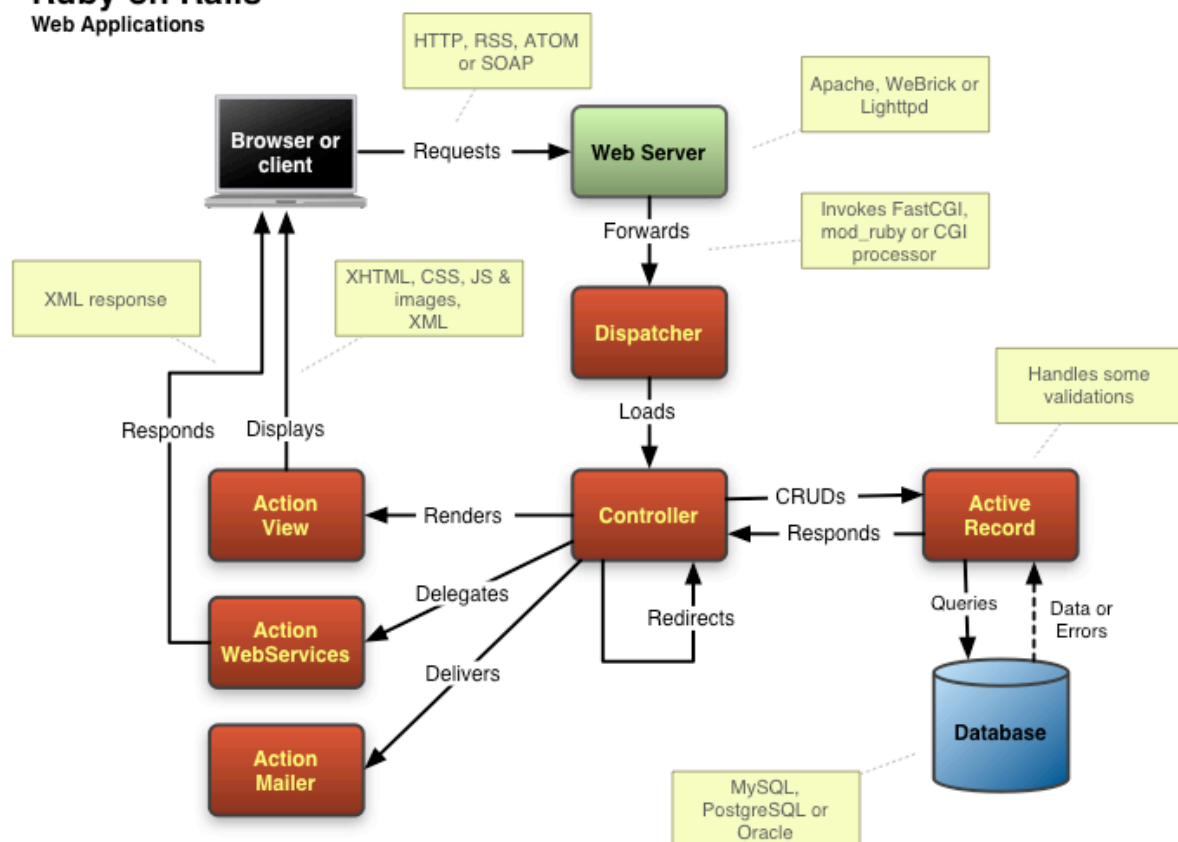 Ruby on Rails
Web Applications
HTTP, RSS, ATOM
or SOAP
Apache, WeBrick or
Lighttpd
Browser or
client
Requests
Web Server
Invokes FastCGI,
mod_ruby or CGI
processor
Forwards
XML response
XHTML, CSS, JS &
images,
XML
Dispatcher
Handles some
validations
Loads
Responds
Displays
Action
View
Renders
Controller
CRUDs
Responds
Active
Record
Delegates
Redirects
Queries
Data or
Errors
Action
WebServices
Delivers
Action
Mailer
Database
MySQL,
PostgreSQL or
Oracle